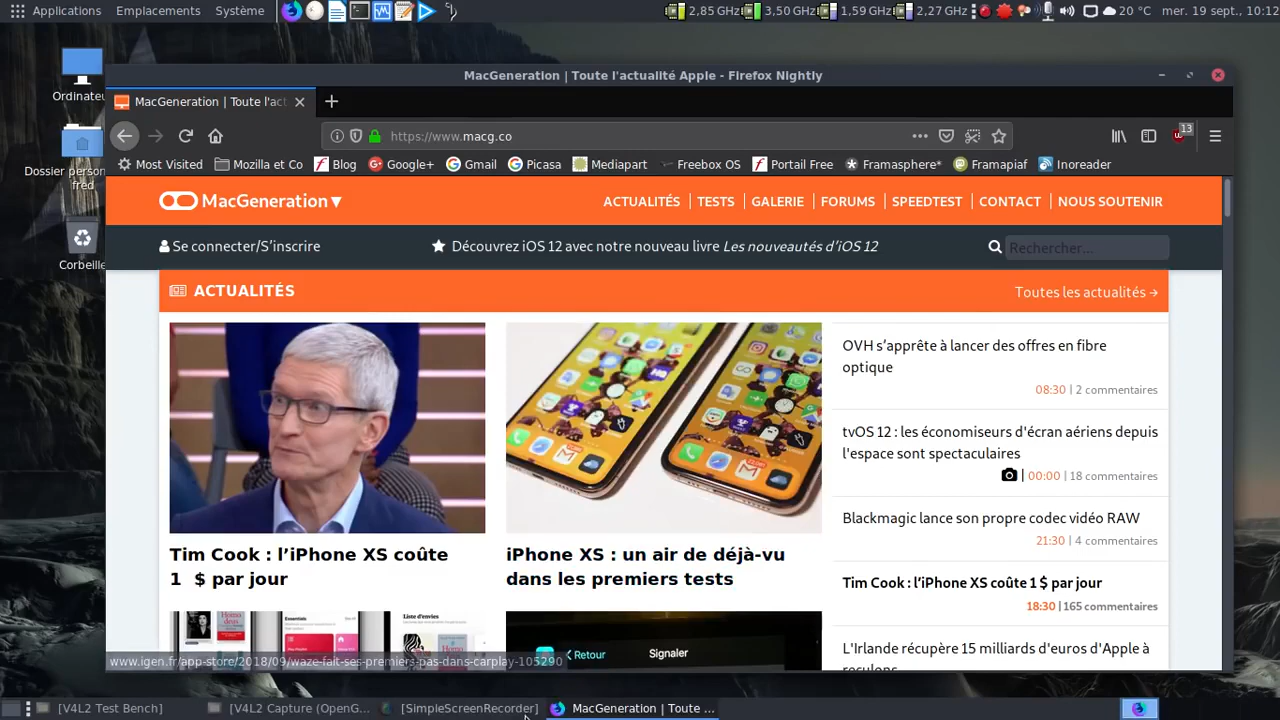 Applications Emplacements Système 2,85 GHz 3,50 GHz 1,59 GHz 2,27 GHz 20 °C mer. 19 sept., 10:12
Ordinateur
Dossier personnel
fred
Corbeille
MacGeneration | Toute l'actualité Apple - Firefox Nightly
MacGeneration | Toute l'act
https://www.macg.co
13
Most Visited Mozilla et Co Blog Google+ Gmail Picasa Mediapart Freebox OS Portail Free Framasphere* Framapiaf Inoreader
MacGeneration ▾ ACTUALITÉS TESTS GALERIE FORUMS SPEEDTEST CONTACT NOUS SOUTENIR
Se connecter/S’inscrire Découvrez iOS 12 avec notre nouveau livre Les nouveautés d’iOS 12 Rechercher...
ACTUALITÉS Toutes les actualités →
Tim Cook : l’iPhone XS coûte
1 $ par jour
iPhone XS : un air de déjà-vu
dans les premiers tests
OVH s’apprête à lancer des offres en fibre
optique
08:30 | 2 commentaires
tvOS 12 : les économiseurs d'écran aériens depuis
l'espace sont spectaculaires
| 00:00 | 18 commentaires
Blackmagic lance son propre codec vidéo RAW
21:30 | 4 commentaires
Tim Cook : l’iPhone XS coûte 1 $ par jour
18:30 | 165 commentaires
L'Irlande récupère 15 milliards d'euros d'Apple à
reculons
Retour Signaler
www.igen.fr/app-store/2018/09/waze-fait-ses-premiers-pas-dans-carplay-105290
[V4L2 Test Bench] [V4L2 Capture (OpenG... [SimpleScreenRecorder] MacGeneration | Toute ...